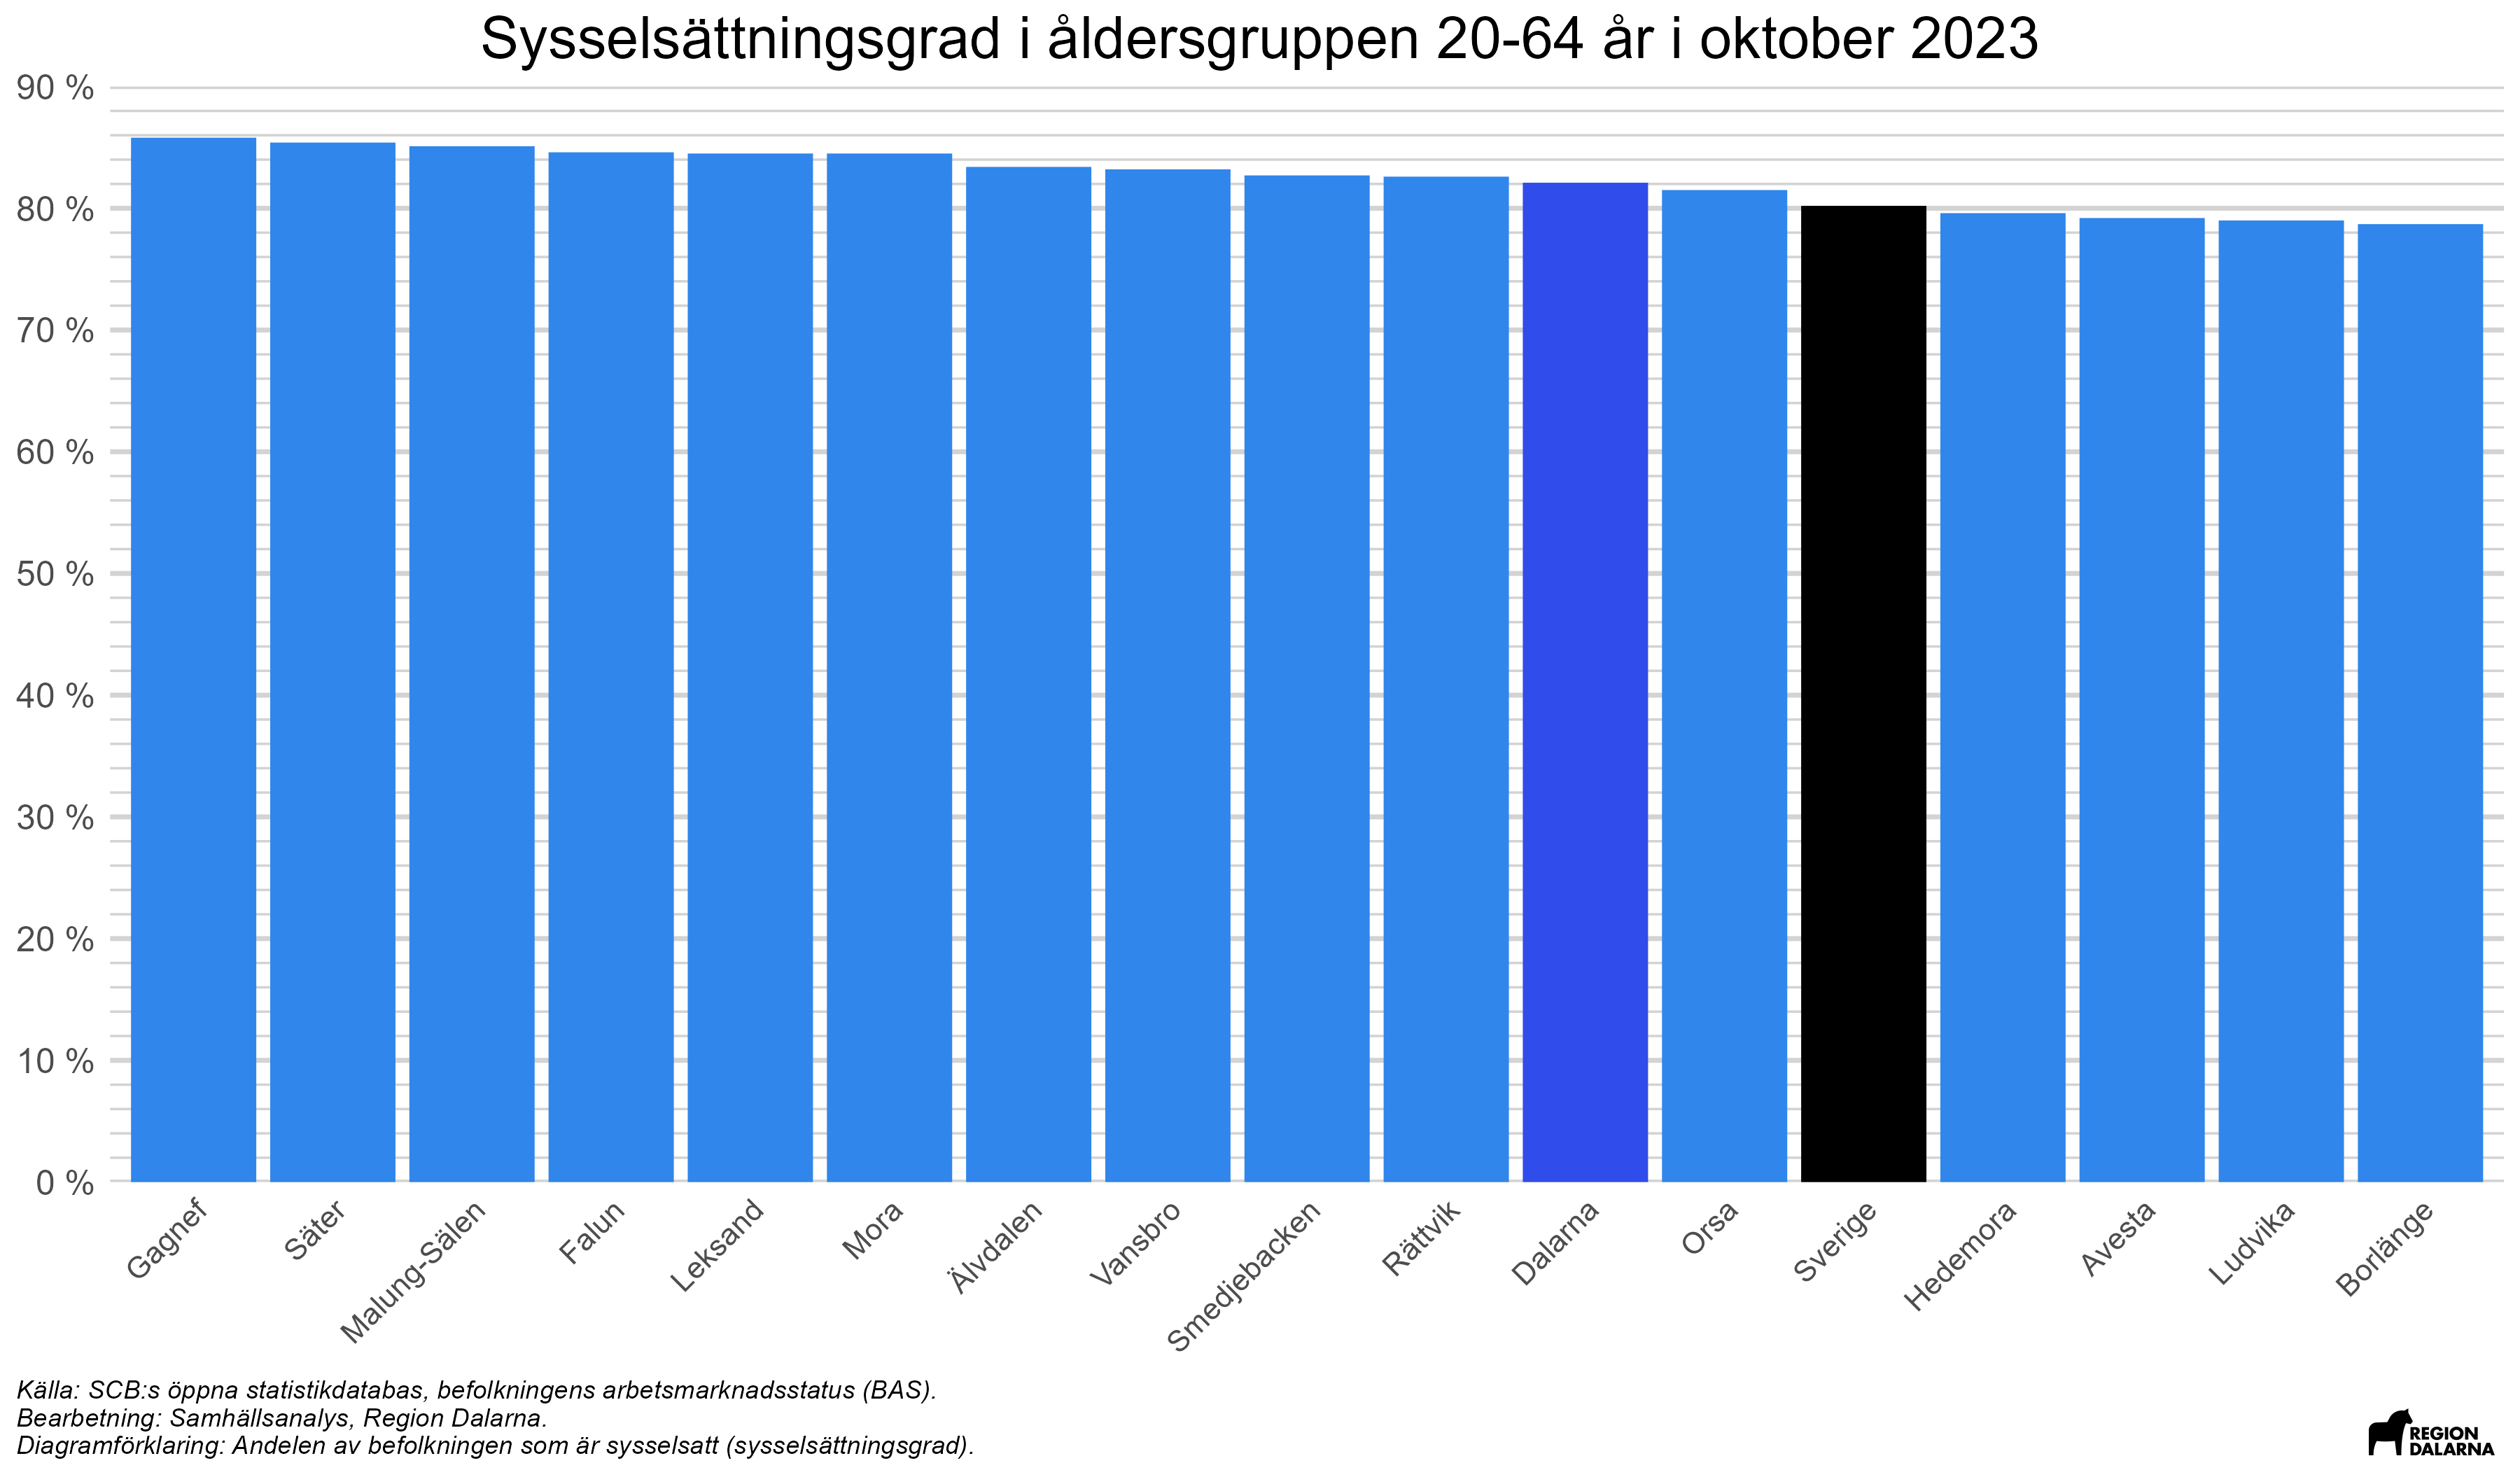 Sysselsättningsgrad i åldersgruppen 20-64 år i oktober 2023
90 %
80 %
70 %
60 %
50 %
40 %
30 %
20 %
10 %
0 %
Gagnef
Säter
Malung-Sälen
Falun
Leksand
Mora
Älvdalen
Vansbro
Smedjebacken
Rättvik
Dalarna
Orsa
Sverige
Hedemora
Avesta
Ludvika
Borlänge
Källa: SCB:s öppna statistikdatabas, befolkningens arbetsmarknadsstatus (BAS).
Bearbetning: Samhällsanalys, Region Dalarna.
Diagramförklaring: Andelen av befolkningen som är sysselsatt (sysselsättningsgrad).
REGION
DALARNA